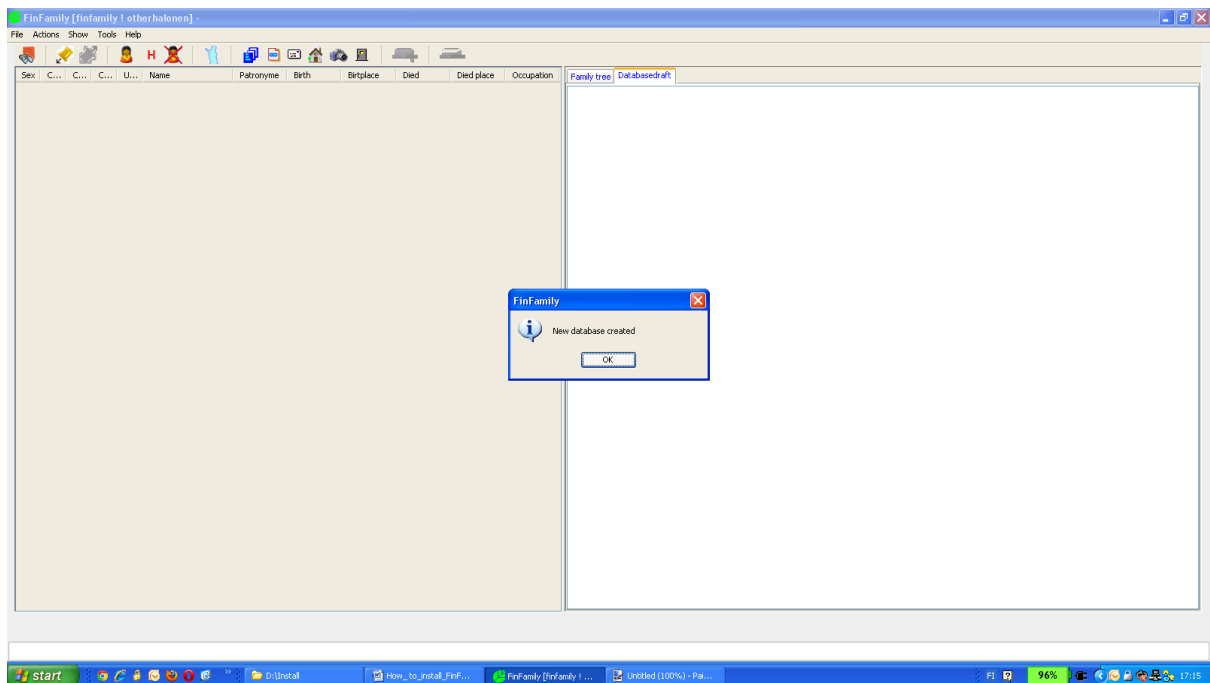 FinFamily [finfamily ! otherhalonen] -
File Actions Show Tools Help
H
Sex C... C... C... U... Name Patronyme Birth Birtplace Died Died place Occupation
Family tree Databasedraft
FinFamily
New database created
OK
start D:\Install How_to_install_FinF... FinFamily [finfamily ! ... Untitled (100%) - Pai... FI 96% 17:15